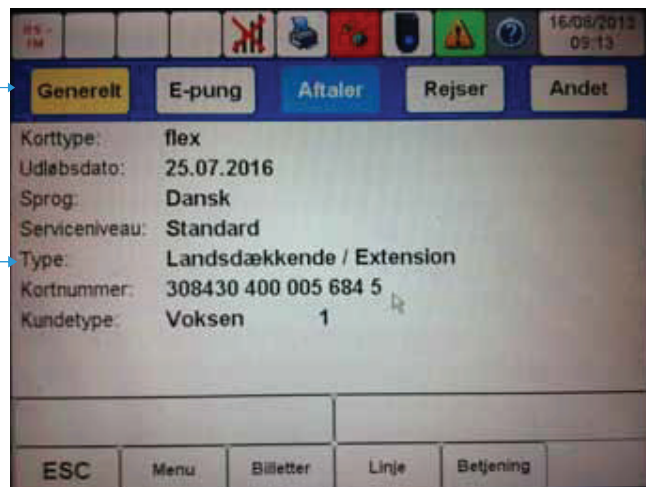 16/08/2013
09:13
Generelt E-pung Aftaler Rejser Andet
Korttype: flex
Udløbsdato: 25.07.2016
Sprog: Dansk
Serviceniveau: Standard
Type: Landsdækkende / Extension
Kortnummer: 308430 400 005 684 5
Kundetype: Voksen 1
ESC Menu Billetter Linje Betjening